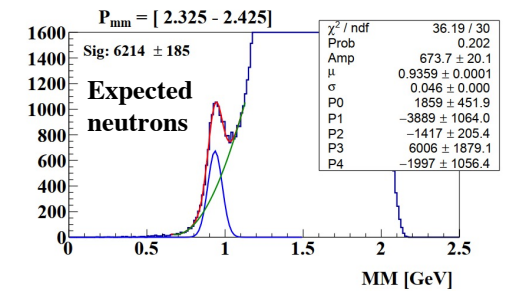 Pmm = [ 2.325 - 2.425]
1600
1400
1200
1000
800
600
400
200
0
Sig: 6214 ± 185
Expected
neutrons
χ² / ndf 36.19 / 30
Prob 0.202
Amp 673.7 ± 20.1
μ 0.9359 ± 0.0001
σ 0.046 ± 0.000
P0 1859 ± 451.9
P1 −3889 ± 1064.0
P2 −1417 ± 205.4
P3 6006 ± 1879.1
P4 −1997 ± 1056.4
0 0.5 1 1.5 2 2.5
MM [GeV]